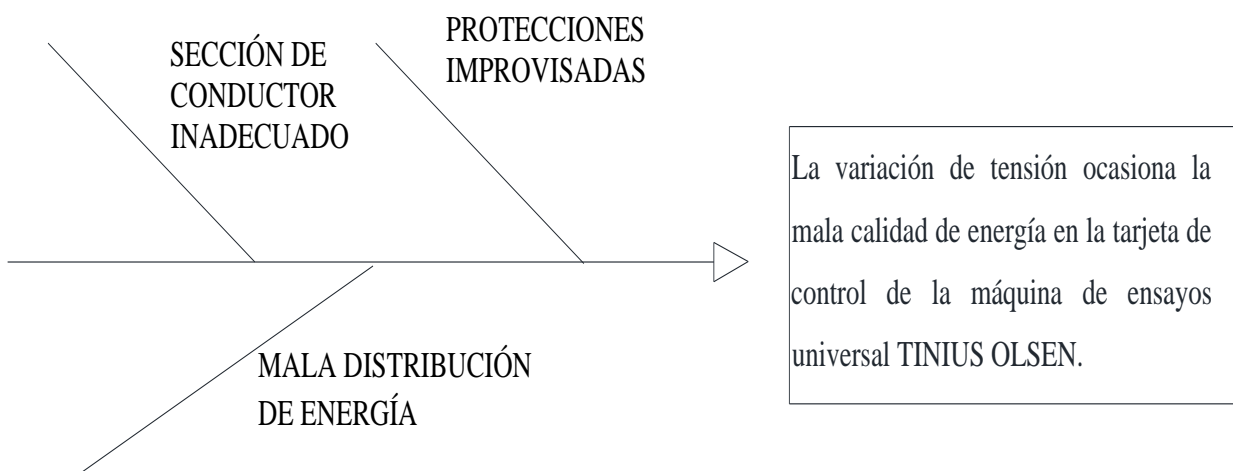 SECCIÓN DE
CONDUCTOR
INADECUADO
PROTECCIONES
IMPROVISADAS
MALA DISTRIBUCIÓN
DE ENERGÍA
La variación de tensión ocasiona la
mala calidad de energía en la tarjeta de
control de la máquina de ensayos
universal TINIUS OLSEN.